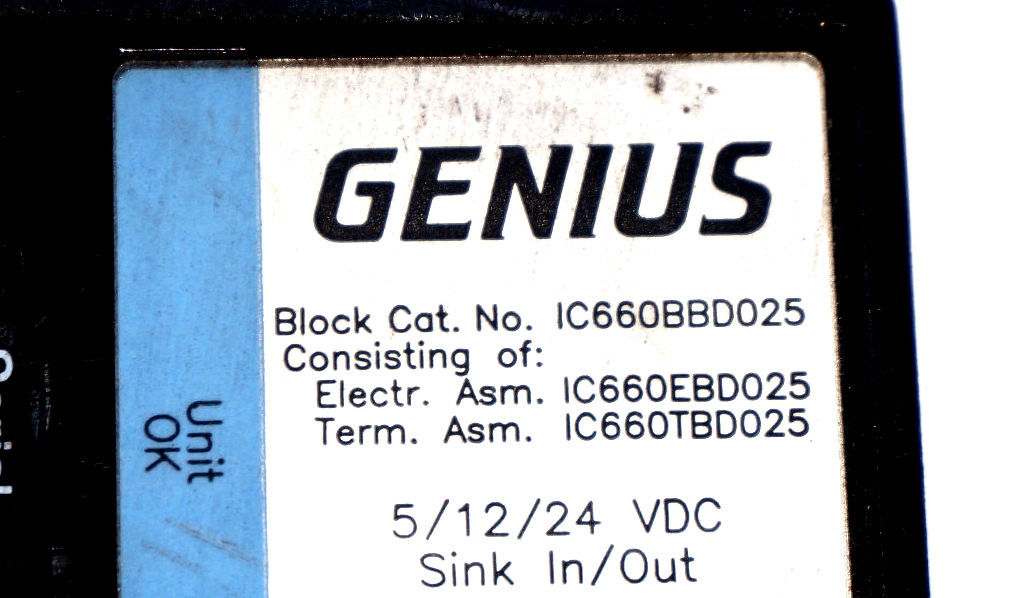 GENIUS
Block Cat. No. IC660BBD025
Consisting of:
Electr. Asm. IC660EBD025
Term. Asm. IC660TBD025
5/12/24 VDC
Sink In/Out
Unit
OK